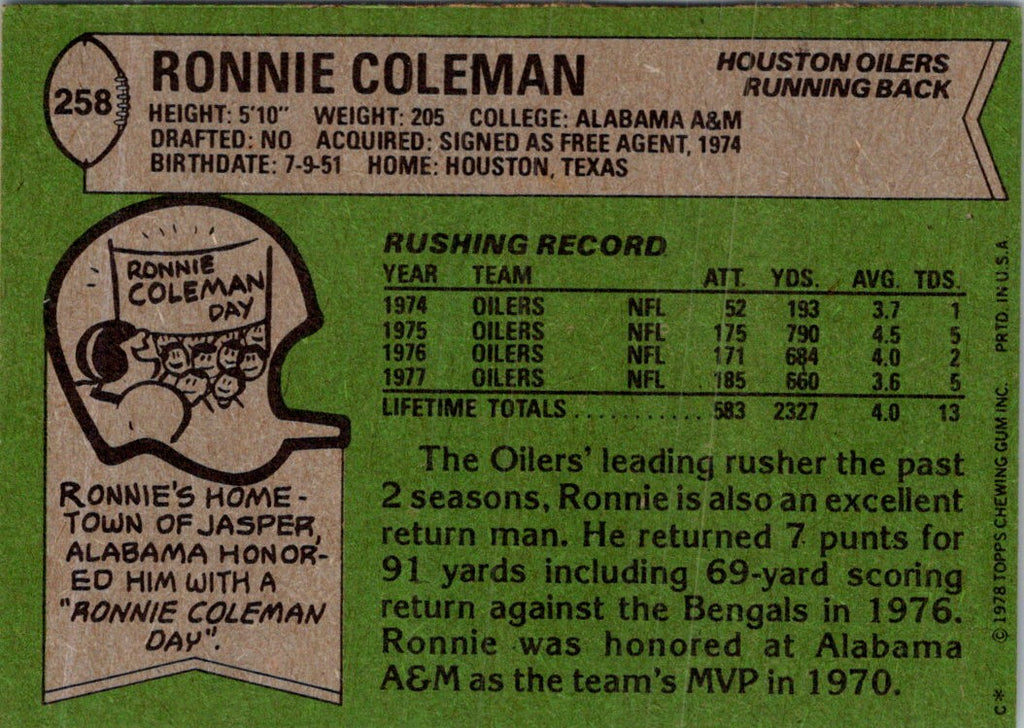 258
RONNIE COLEMAN
HOUSTON OILERS
RUNNING BACK
HEIGHT: 5'10" WEIGHT: 205 COLLEGE: ALABAMA A&M
DRAFTED: NO ACQUIRED: SIGNED AS FREE AGENT, 1974
BIRTHDATE: 7-9-51 HOME: HOUSTON, TEXAS
RONNIE
COLEMAN
DAY
RONNIE'S HOME-
TOWN OF JASPER,
ALABAMA HONOR-
ED HIM WITH A
"RONNIE COLEMAN
DAY".
RUSHING RECORD
YEAR TEAM ATT. YDS. AVG. TDS.
1974 OILERS NFL 52 193 3.7 1
1975 OILERS NFL 175 790 4.5 5
1976 OILERS NFL 171 684 4.0 2
1977 OILERS NFL 185 660 3.6 5
LIFETIME TOTALS ............ 583 2327 4.0 13
The Oilers' leading rusher the past
2 seasons, Ronnie is also an excellent
return man. He returned 7 punts for
91 yards including 69-yard scoring
return against the Bengals in 1976.
Ronnie was honored at Alabama
A&M as the team's MVP in 1970.
C* © 1978 TOPPS CHEWING GUM INC. PRTD. IN U.S.A.